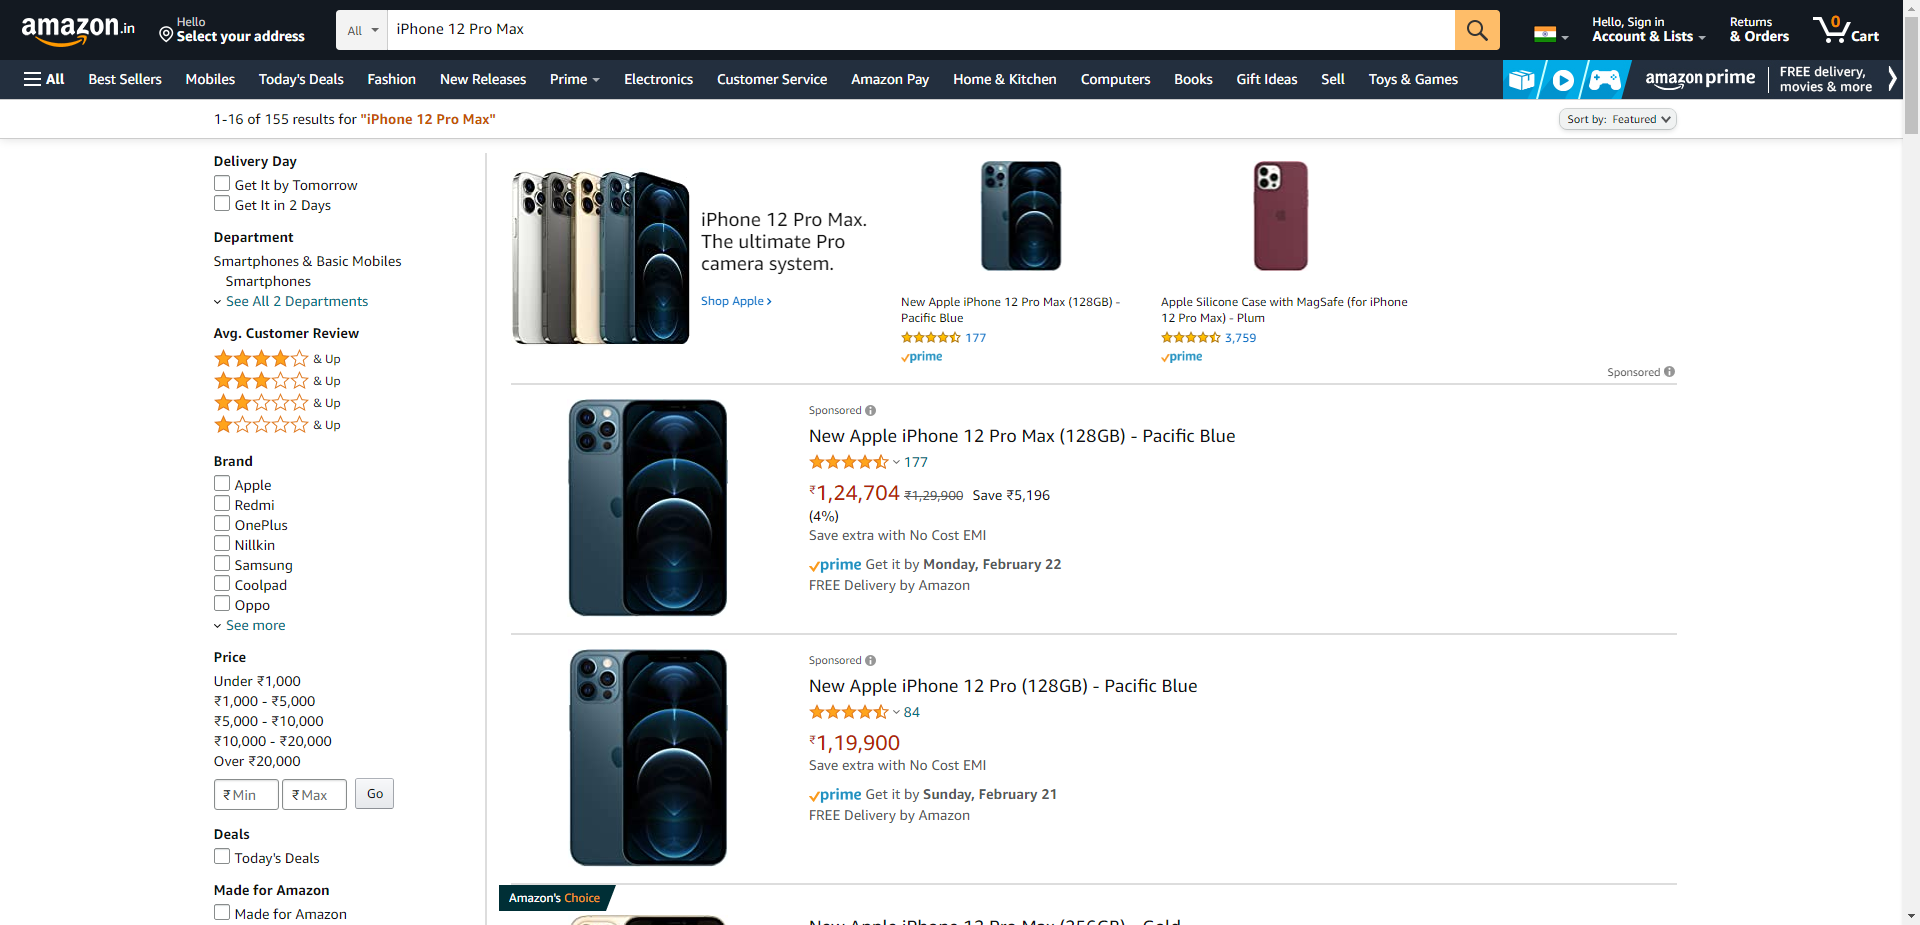 amazon.in
Hello
Select your address
All
iPhone 12 Pro Max
Hello, Sign in
Account & Lists
Returns
& Orders
0
Cart
All
Best Sellers
Mobiles
Today's Deals
Fashion
New Releases
Prime
Electronics
Customer Service
Amazon Pay
Home & Kitchen
Computers
Books
Gift Ideas
Sell
Toys & Games
amazon prime
FREE delivery,
movies & more
1-16 of 155 results for "iPhone 12 Pro Max"
Sort by: Featured
Delivery Day
Get It by Tomorrow
Get It in 2 Days
Department
Smartphones & Basic Mobiles
Smartphones
See All 2 Departments
Avg. Customer Review
& Up
& Up
& Up
& Up
Brand
Apple
Redmi
OnePlus
Nillkin
Samsung
Coolpad
Oppo
See more
Price
Under ₹1,000
₹1,000 - ₹5,000
₹5,000 - ₹10,000
₹10,000 - ₹20,000
Over ₹20,000
₹ Min
₹ Max
Go
Deals
Today's Deals
Made for Amazon
Made for Amazon
iPhone 12 Pro Max.
The ultimate Pro
camera system.
Shop Apple ›
New Apple iPhone 12 Pro Max (128GB) -
Pacific Blue
177
prime
Apple Silicone Case with MagSafe (for iPhone
12 Pro Max) - Plum
3,759
prime
Sponsored
Sponsored
New Apple iPhone 12 Pro Max (128GB) - Pacific Blue
177
₹1,24,704 ₹1,29,900 Save ₹5,196
(4%)
Save extra with No Cost EMI
prime Get it by Monday, February 22
FREE Delivery by Amazon
Sponsored
New Apple iPhone 12 Pro (128GB) - Pacific Blue
84
₹1,19,900
Save extra with No Cost EMI
prime Get it by Sunday, February 21
FREE Delivery by Amazon
Amazon's Choice
New Apple iPhone 12 Pro Max (256GB) - Gold